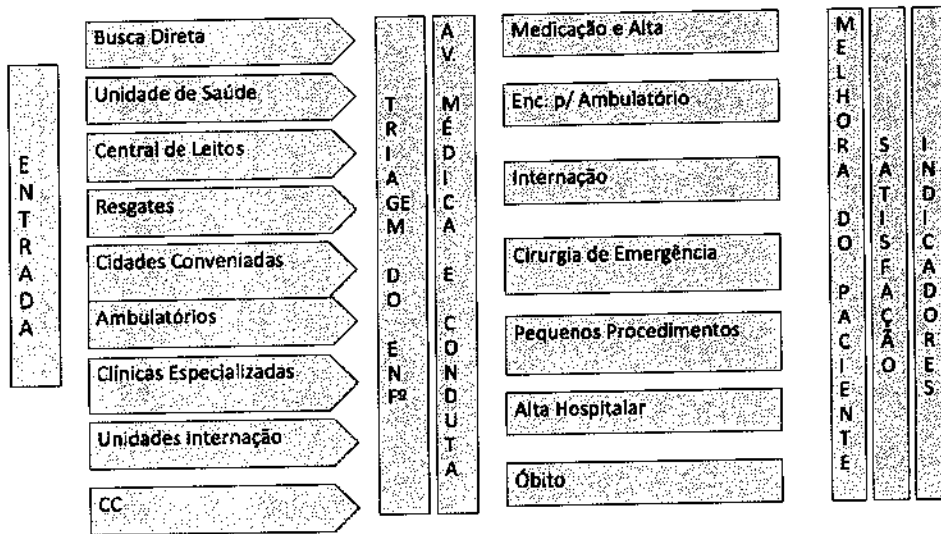 ENTRADA
Busca Direta
Unidade de Saúde
Central de Leitos
Resgates
Cidades Conveniadas
Ambulatórios
Clínicas Especializadas
Unidades Internação
CC
TRIAGEM DO ENFº
AV. MÉDICA E CONDUTA
Medicação e Alta
Enc. p/ Ambulatório
Internação
Cirurgia de Emergência
Pequenos Procedimentos
Alta Hospitalar
Óbito
MELHORA DO PACIENTE
SATISFAÇÃO
INDICADORES